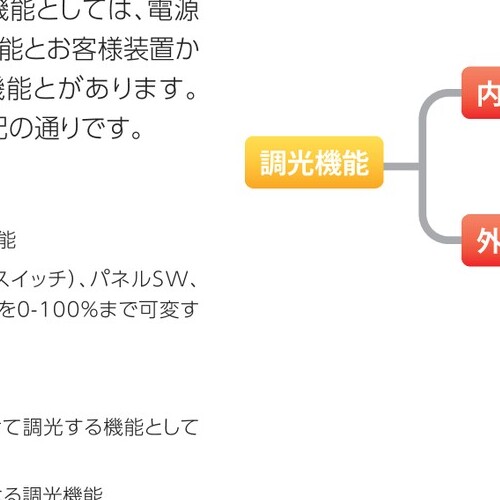 機能としては、電源
能とお客様装置か
機能とがあります。
記の通りです。
能
スイッチ）、パネルSW、
を0-100%まで可変す
て調光する機能として
る調光機能
調光機能
内
外